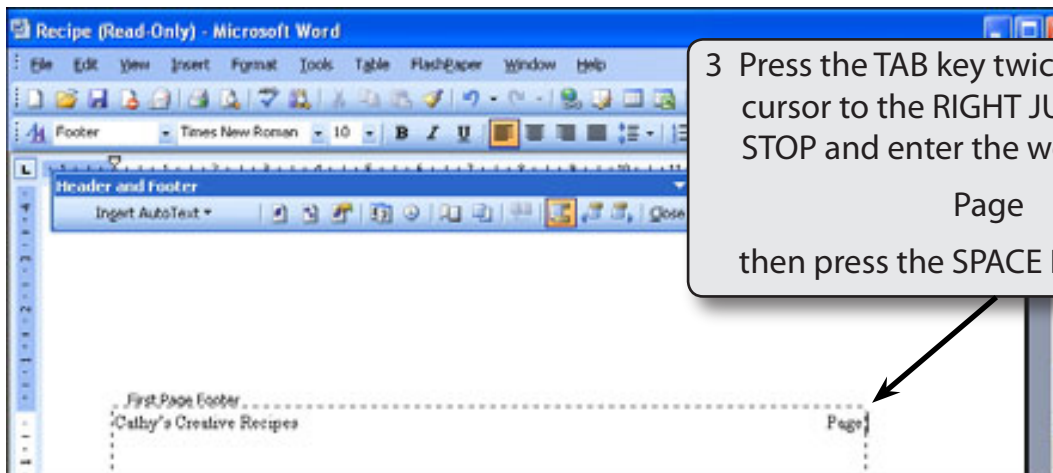 Recipe (Read-Only) - Microsoft Word
File Edit View Insert Format Tools Table FlashPaper Window Help
Footer Times New Roman 10 B I U
Header and Footer
Insert AutoText Close
3 Press the TAB key twic
cursor to the RIGHT JU
STOP and enter the w
Page
then press the SPACE
First Page Footer
Cathy's Creative Recipes Page